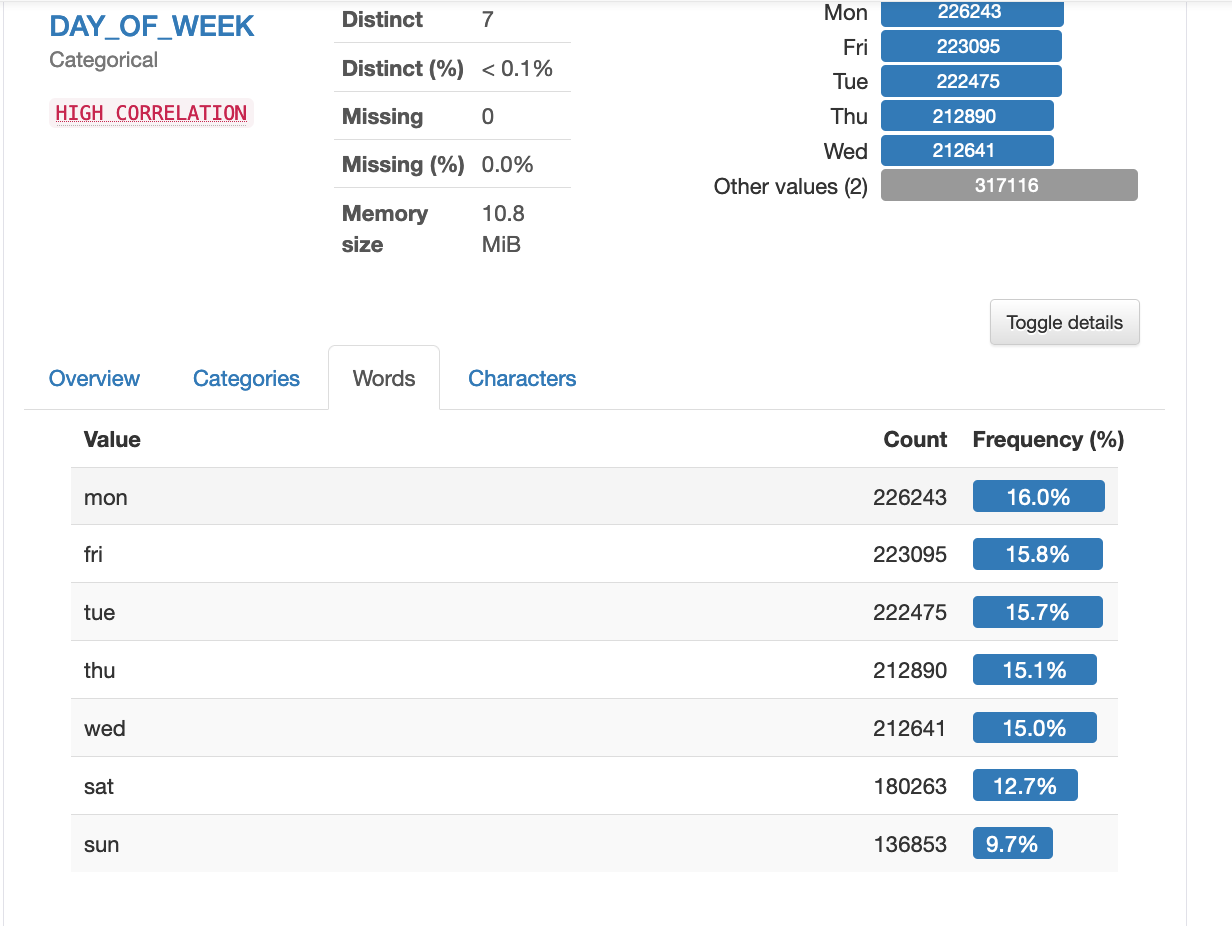 DAY_OF_WEEK
Categorical
HIGH CORRELATION
Distinct 7
Distinct (%) < 0.1%
Missing 0
Missing (%) 0.0%
Memory 10.8
size MiB
Mon 226243
Fri 223095
Tue 222475
Thu 212890
Wed 212641
Other values (2) 317116
Toggle details
Overview Categories Words Characters
Value Count Frequency (%)
mon 226243 16.0%
fri 223095 15.8%
tue 222475 15.7%
thu 212890 15.1%
wed 212641 15.0%
sat 180263 12.7%
sun 136853 9.7%